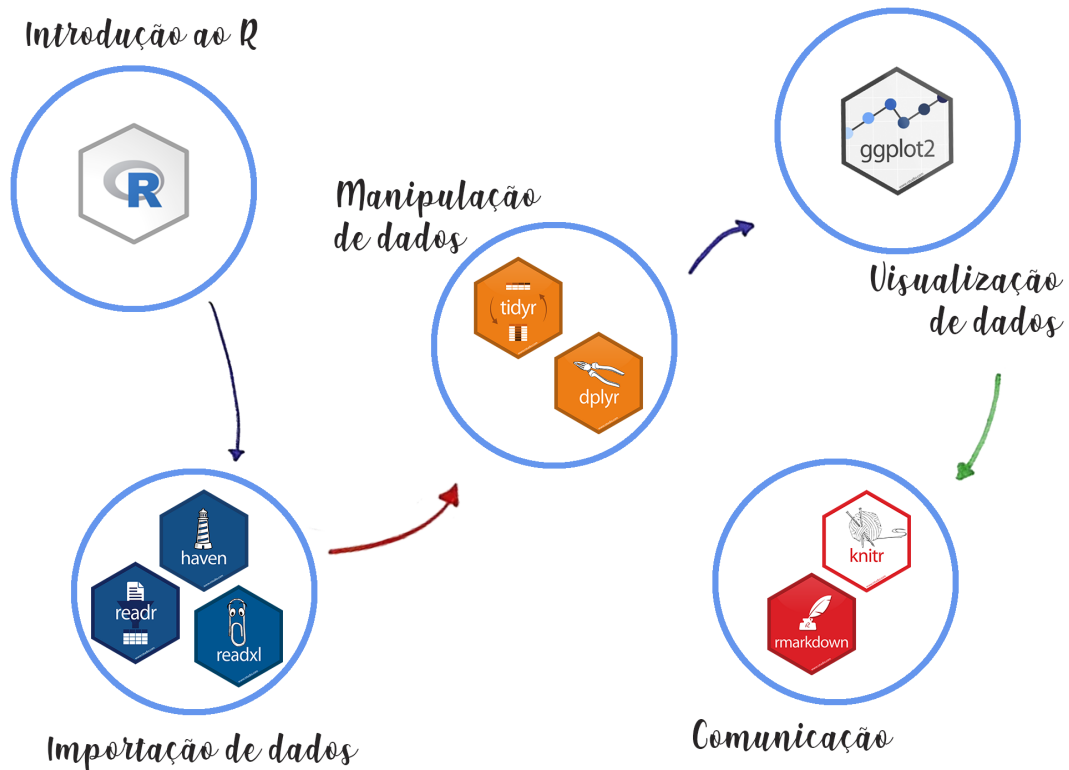 Introdução ao R
R
haven
readr
readxl
Importação de dados
Manipulação
de dados
tidyr
dplyr
ggplot2
Visualização
de dados
knitr
rmarkdown
Comunicação